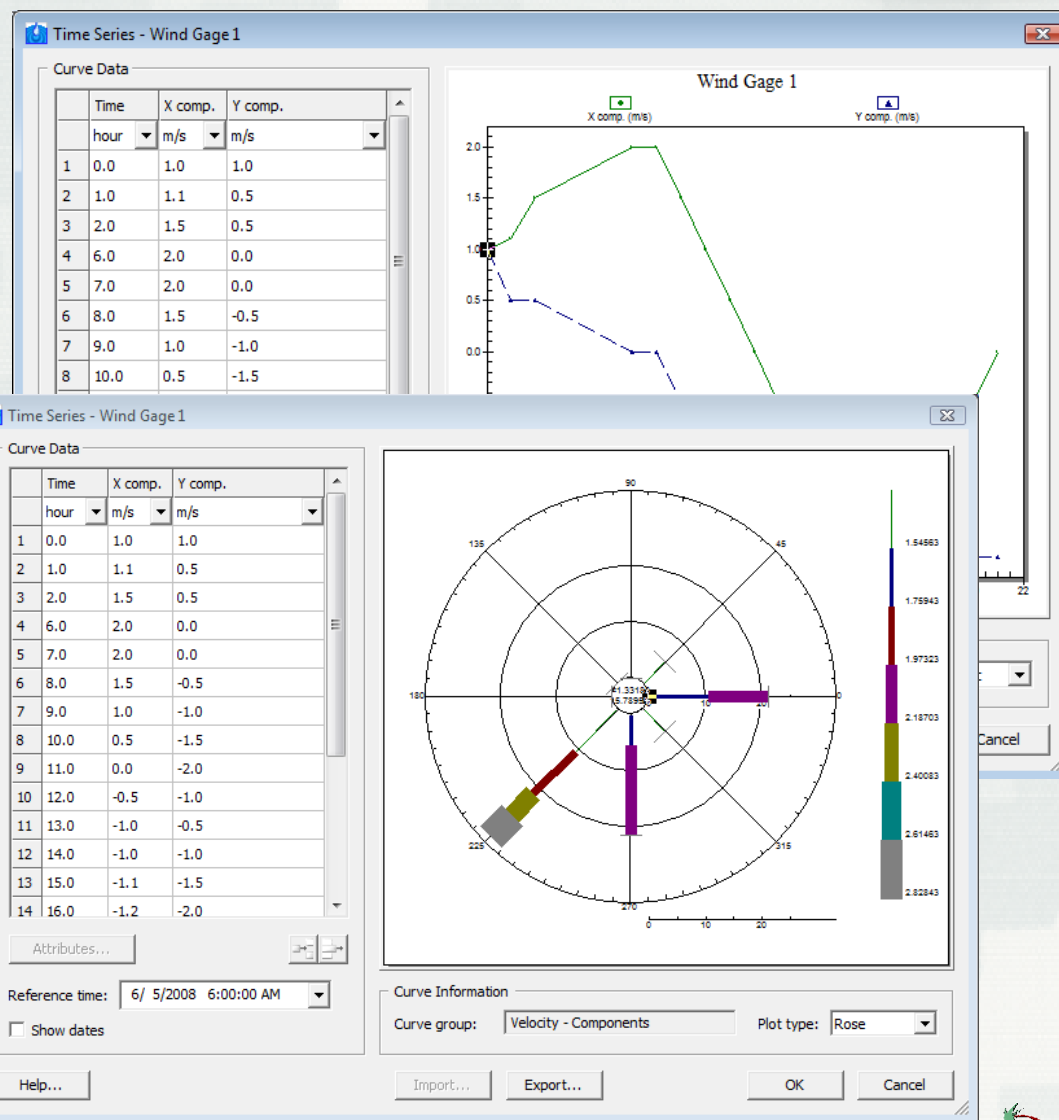 Time Series - Wind Gage 1
Curve Data
Time X comp. Y comp.
hour m/s m/s
1 0.0 1.0 1.0
2 1.0 1.1 0.5
3 2.0 1.5 0.5
4 6.0 2.0 0.0
5 7.0 2.0 0.0
6 8.0 1.5 -0.5
7 9.0 1.0 -1.0
8 10.0 0.5 -1.5
Wind Gage 1
X comp. (m/s) Y comp. (m/s)
2.0
1.5
1.0
0.5
0.0
22
Cancel
Time Series - Wind Gage 1
Curve Data
Time X comp. Y comp.
hour m/s m/s
1 0.0 1.0 1.0
2 1.0 1.1 0.5
3 2.0 1.5 0.5
4 6.0 2.0 0.0
5 7.0 2.0 0.0
6 8.0 1.5 -0.5
7 9.0 1.0 -1.0
8 10.0 0.5 -1.5
9 11.0 0.0 -2.0
10 12.0 -0.5 -1.0
11 13.0 -1.0 -0.5
12 14.0 -1.0 -1.0
13 15.0 -1.1 -1.5
14 16.0 -1.2 -2.0
Attributes...
Reference time: 6/ 5/2008 6:00:00 AM
Show dates
Help...
90
135 45
180 10 0
225 315
270
0 10 20
1.54563
1.75943
1.97323
2.18703
2.40083
2.61463
2.82843
Curve Information
Curve group: Velocity - Components Plot type: Rose
Import... Export... OK Cancel